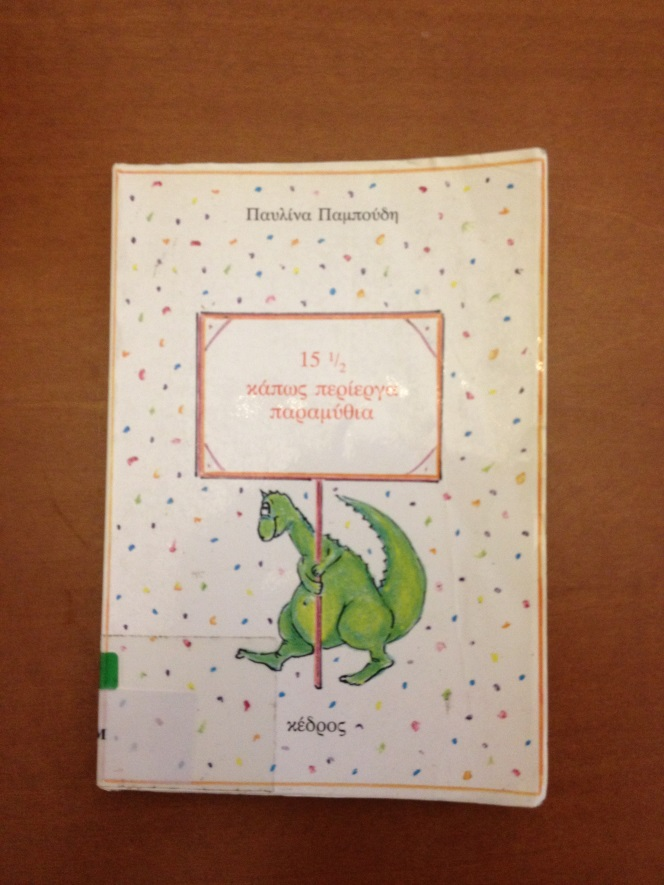 Παυλίνα Παμπούδη
15 1/2
κάπως περίεργα
παραμύθια
κέδρος
Μ